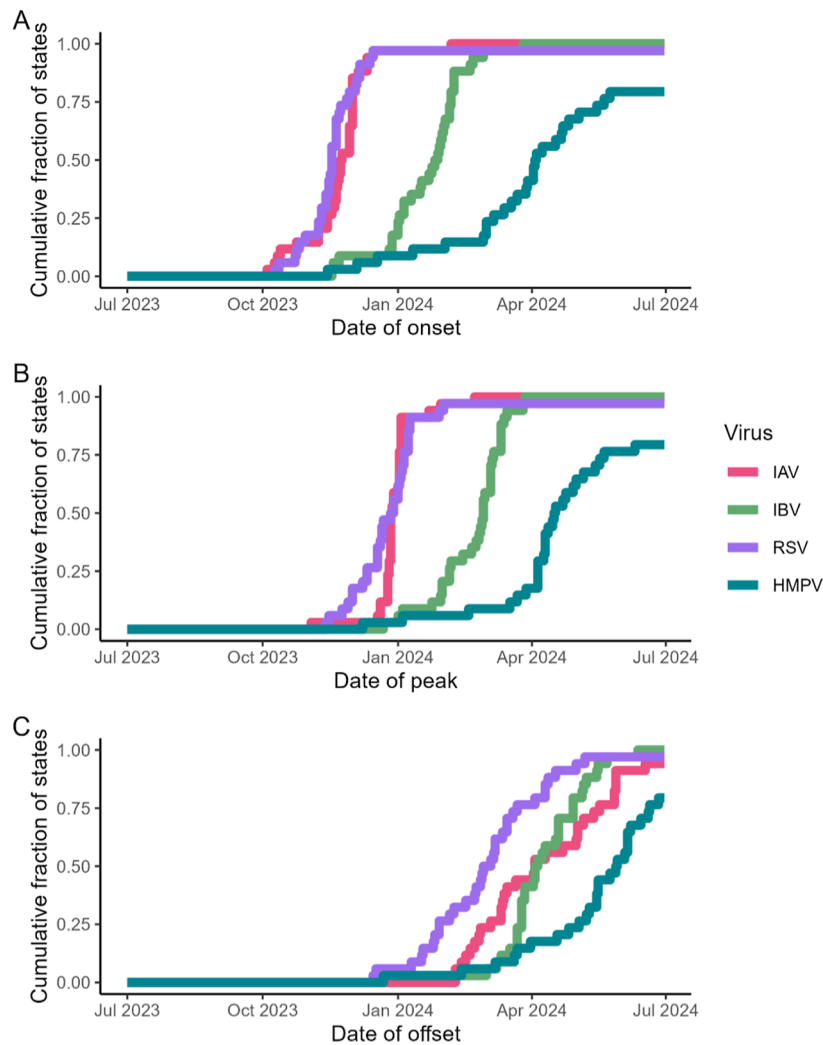 A
Cumulative fraction of states
1.00
0.75
0.50
0.25
0.00
Jul 2023 Oct 2023 Jan 2024 Apr 2024 Jul 2024
Date of onset
B
Cumulative fraction of states
1.00
0.75
0.50
0.25
0.00
Jul 2023 Oct 2023 Jan 2024 Apr 2024 Jul 2024
Date of peak
Virus
IAV
IBV
RSV
HMPV
C
Cumulative fraction of states
1.00
0.75
0.50
0.25
0.00
Jul 2023 Oct 2023 Jan 2024 Apr 2024 Jul 2024
Date of offset